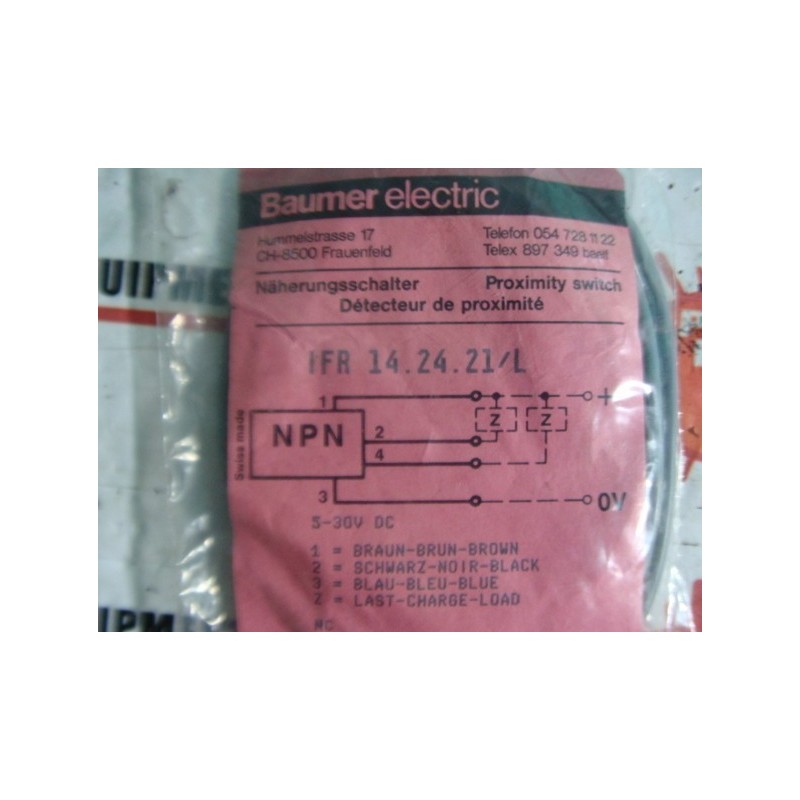 Baumer electric
Hummelstrasse 17
CH-8500 Frauenfeld
Telefon 054 728 11 22
Telex 897 349 baelf
Näherungsschalter
Proximity switch
Détecteur de proximité
IFR 14.24.21/L
Swiss made
NPN
1
2
4
3
Z
Z
+
0V
5-30V DC
1 = BRAUN-BRUN-BROWN
2 = SCHWARZ-NOIR-BLACK
3 = BLAU-BLEU-BLUE
Z = LAST-CHARGE-LOAD